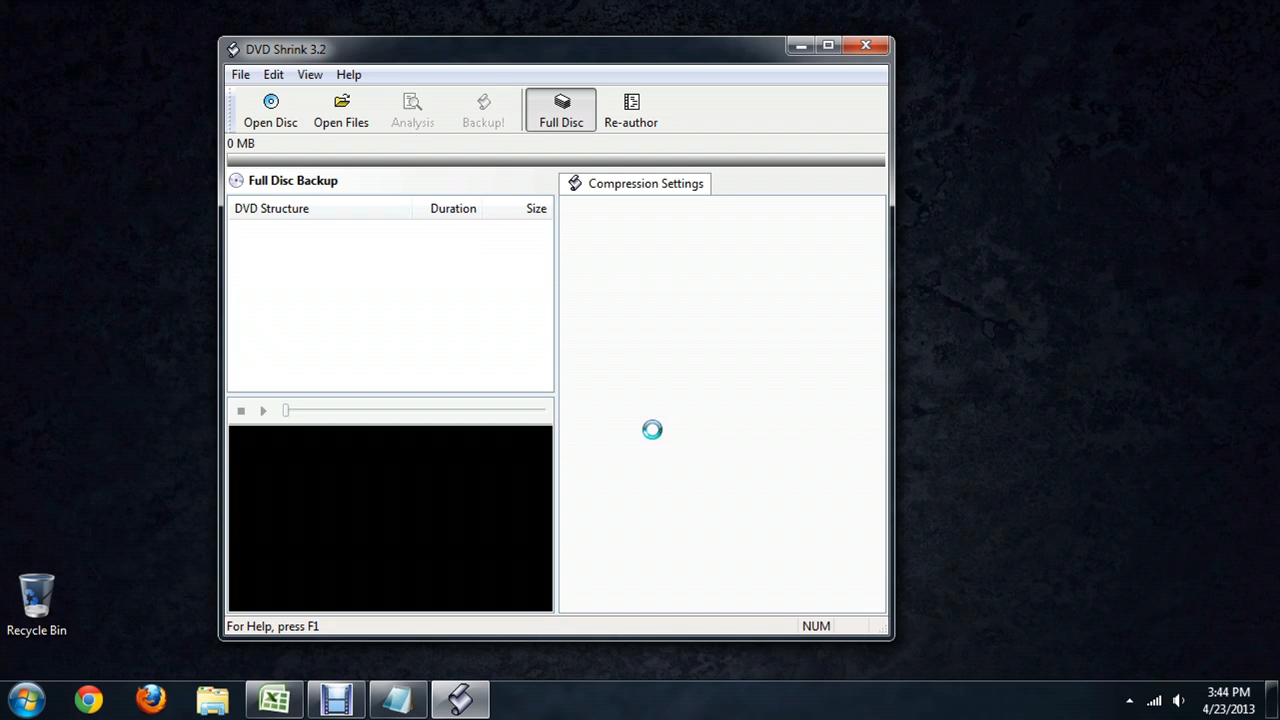 DVD Shrink 3.2
File Edit View Help
Open Disc Open Files Analysis Backup! Full Disc Re-author
0 MB
Full Disc Backup
Compression Settings
DVD Structure Duration Size
For Help, press F1
NUM
Recycle Bin
3:44 PM
4/23/2013